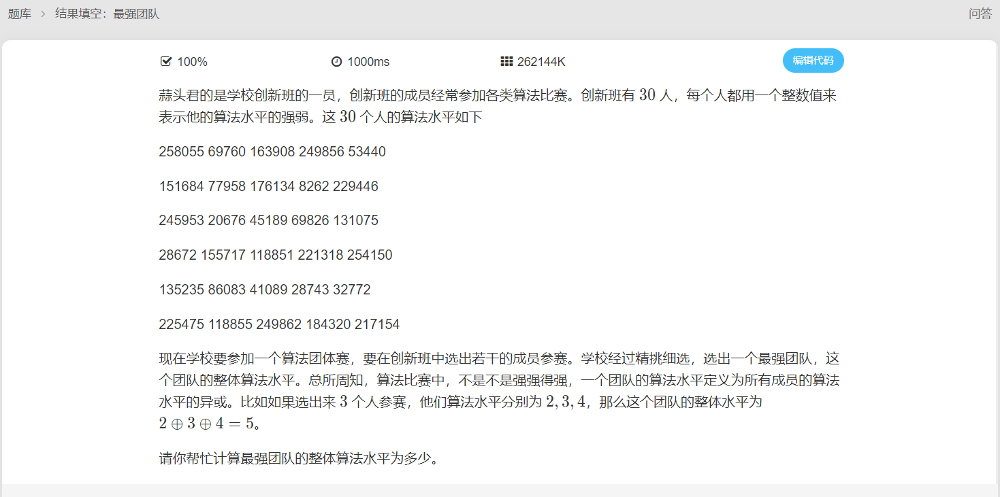 题库 > 结果填空：最强团队 问答
100% 1000ms 262144K 编辑代码
蒜头君的是学校创新班的一员，创新班的成员经常参加各类算法比赛。创新班有 30 人，每个人都用一个整数值来
表示他的算法水平的强弱。这 30 个人的算法水平如下
258055 69760 163908 249856 53440
151684 77958 176134 8262 229446
245953 20676 45189 69826 131075
28672 155717 118851 221318 254150
135235 86083 41089 28743 32772
225475 118855 249862 184320 217154
现在学校要参加一个算法团体赛，要在创新班中选出若干的成员参赛。学校经过精挑细选，选出一个最强团队，这
个团队的整体算法水平。总所周知，算法比赛中，不是不是强强得强，一个团队的算法水平定义为所有成员的算法
水平的异或。比如如果选出来 3 个人参赛，他们算法水平分别为 2, 3, 4，那么这个团队的整体水平为
2 ⊕ 3 ⊕ 4 = 5。
请你帮忙计算最强团队的整体算法水平为多少。